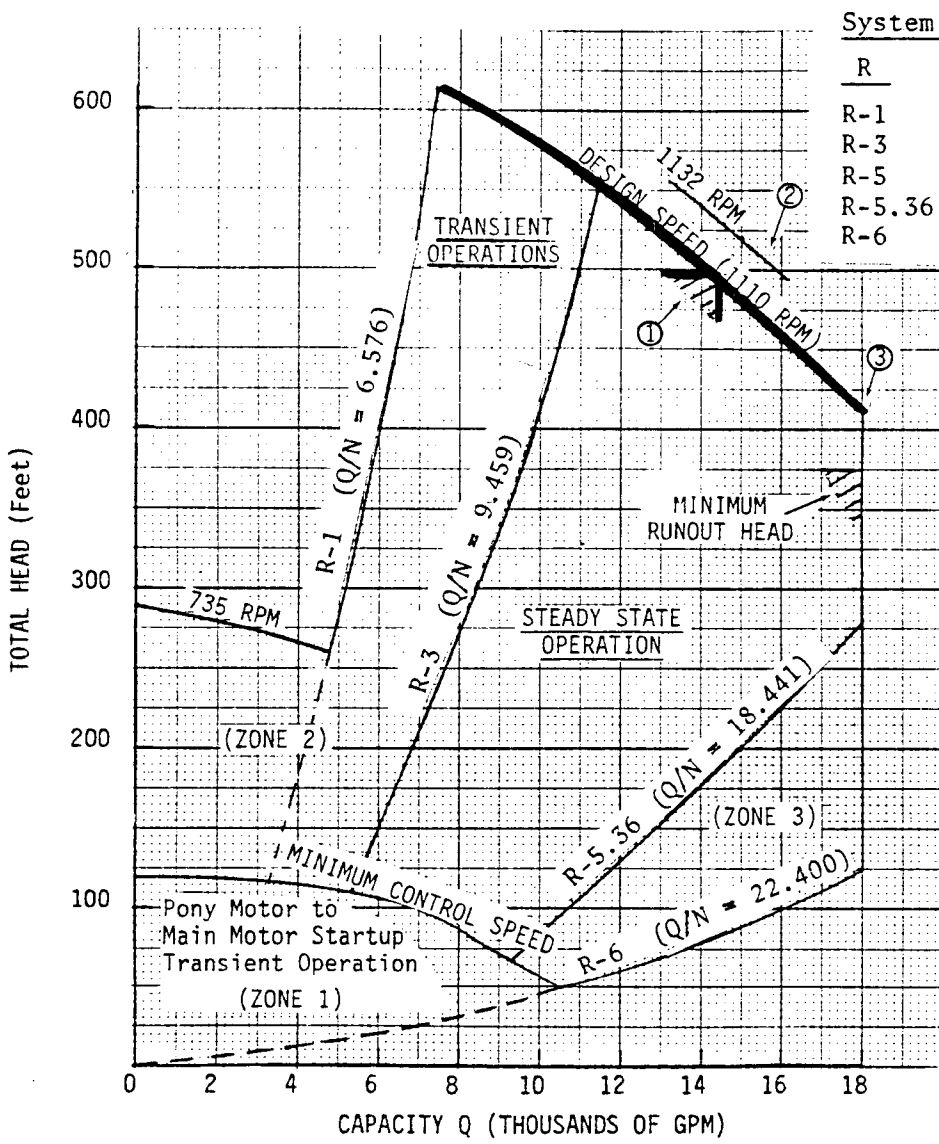 System
R
R-1
R-3
R-5
R-5.36
R-6
600
500
400
300
200
100
0
TOTAL HEAD (Feet)
DESIGN SPEED (1110 RPM)
1132 RPM
②
①
③
TRANSIENT
OPERATIONS
R-1 (Q/N = 6.576)
R-3 (Q/N = 9.459)
MINIMUM
RUNOUT HEAD
735 RPM
STEADY STATE
OPERATION
(ZONE 2)
R-5.36 (Q/N = 18.441)
(ZONE 3)
MINIMUM CONTROL SPEED
R-6 (Q/N = 22.400)
Pony Motor to
Main Motor Startup
Transient Operation
(ZONE 1)
0 2 4 6 8 10 12 14 16 18
CAPACITY Q (THOUSANDS OF GPM)